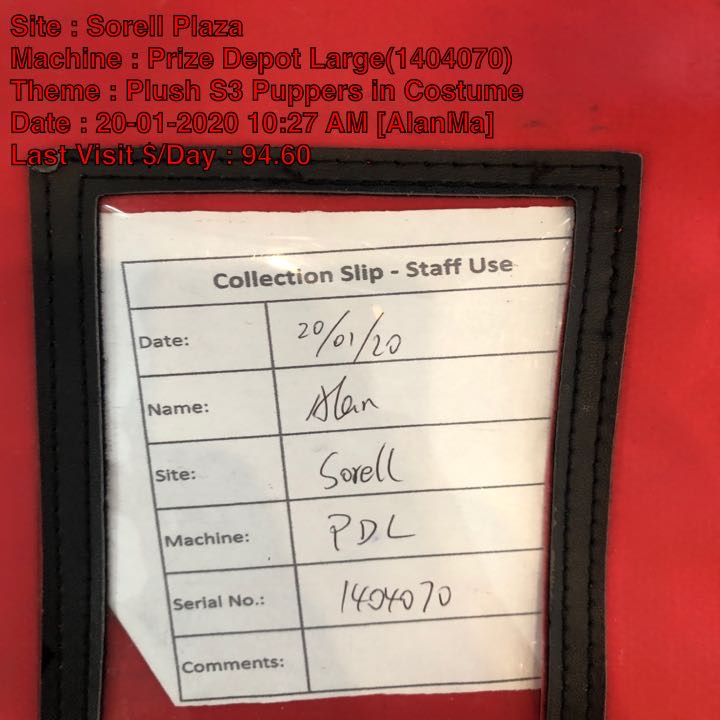 Site : Sorell Plaza
Machine : Prize Depot Large(1404070)
Theme : Plush S3 Puppers in Costume
Date : 20-01-2020 10:27 AM [AlanMa]
Last Visit $/Day : 94.60
Collection Slip - Staff Use
Date: 20/01/20
Name: Alan
Site: Sorell
Machine: PDL
Serial No.: 1404070
Comments: